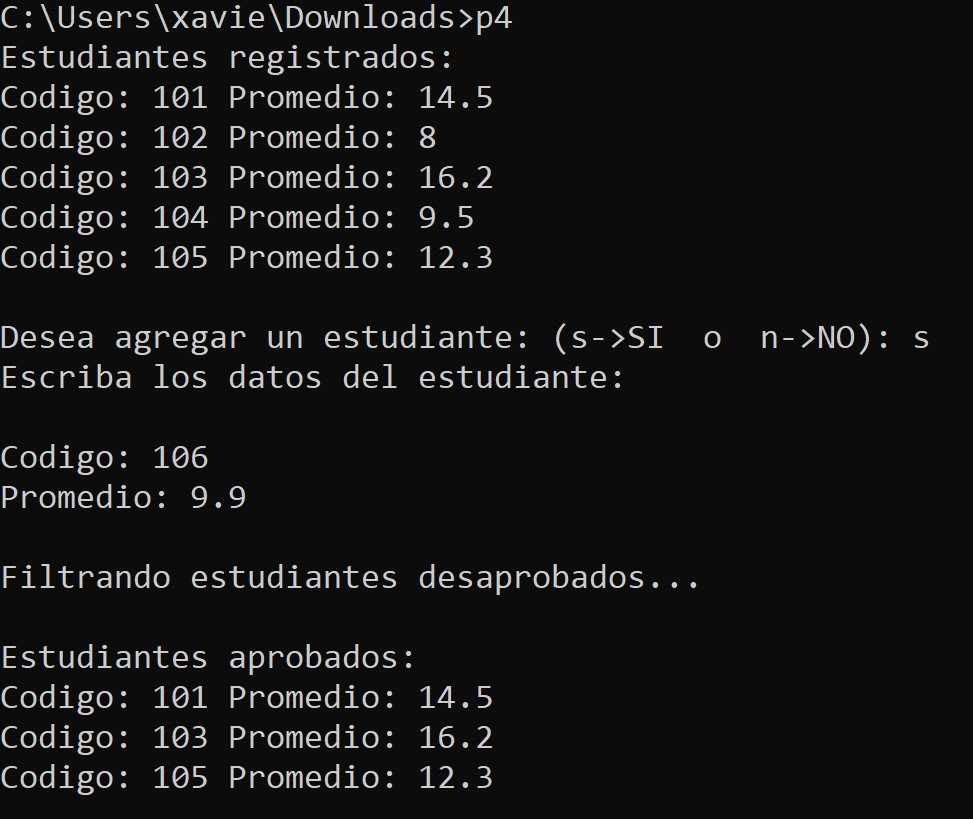 C:\Users\xavie\Downloads>p4
Estudiantes registrados:
Codigo: 101 Promedio: 14.5
Codigo: 102 Promedio: 8
Codigo: 103 Promedio: 16.2
Codigo: 104 Promedio: 9.5
Codigo: 105 Promedio: 12.3
Desea agregar un estudiante: (s->SI  o  n->NO): s
Escriba los datos del estudiante:
Codigo: 106
Promedio: 9.9
Filtrando estudiantes desaprobados...
Estudiantes aprobados:
Codigo: 101 Promedio: 14.5
Codigo: 103 Promedio: 16.2
Codigo: 105 Promedio: 12.3